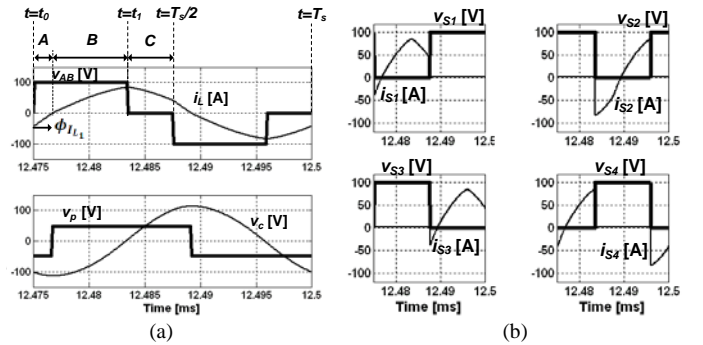 t=t0 t=t1 t=Ts/2 t=Ts
A B C
vAB [V]
iL [A]
100
0
-100
ϕIL1
12.475 12.48 12.485 12.49 12.495 12.5
vp [V]
vc [V]
100
0
-100
12.475 12.48 12.485 12.49 12.495 12.5
Time [ms]
(a)
vS1 [V]
100
50
0
-50
-100
iS1 [A]
12.48 12.49 12.5
vS2 [V]
100
50
0
-50
-100
iS2 [A]
12.48 12.49 12.5
vS3 [V]
100
50
0
-50
-100
iS3 [A]
12.48 12.49 12.5
Time [ms]
vS4 [V]
100
50
0
-50
-100
iS4 [A]
12.48 12.49 12.5
Time [ms]
(b)